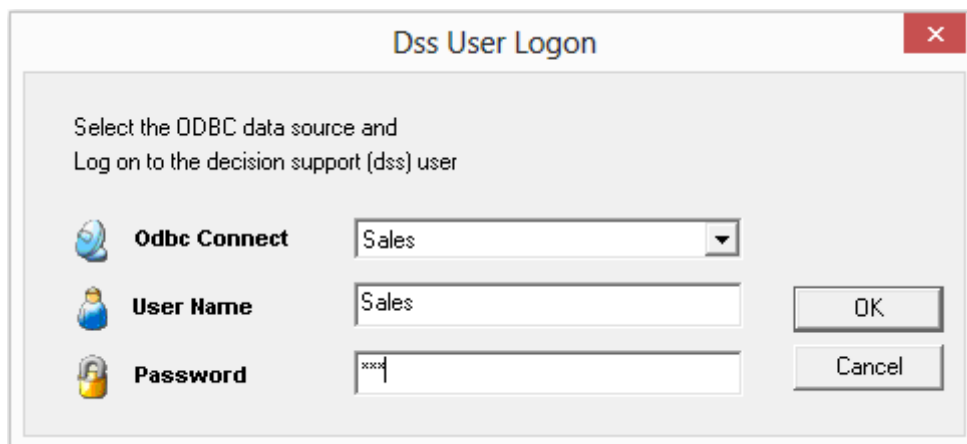 Dss User Logon
Select the ODBC data source and
Log on to the decision support (dss) user
Odbc Connect
Sales
User Name
Sales
OK
Password
***
Cancel